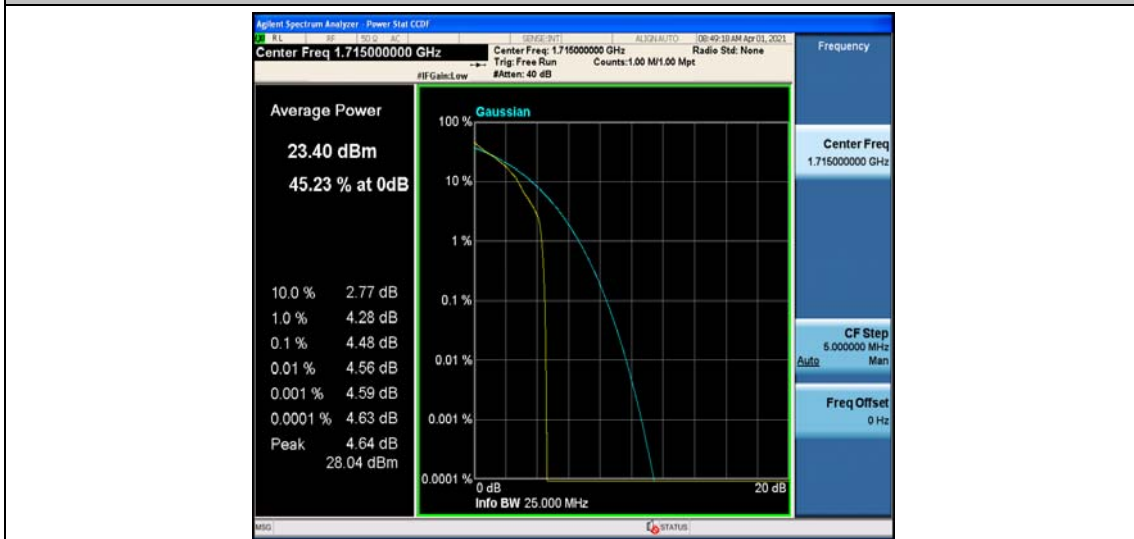 Agilent Spectrum Analyzer - Power Stat CCDF
RL RF 50 Ω AC SENSE:INT ALIGN AUTO 08:49:18 AM Apr 01, 2021
Center Freq 1.715000000 GHz
Center Freq: 1.715000000 GHz Radio Std: None
Trig: Free Run Counts:1.00 M/1.00 Mpt
#IFGain:Low #Atten: 40 dB
Frequency
Average Power
23.40 dBm
45.23 % at 0dB
10.0 % 2.77 dB
1.0 % 4.28 dB
0.1 % 4.48 dB
0.01 % 4.56 dB
0.001 % 4.59 dB
0.0001 % 4.63 dB
Peak 4.64 dB
28.04 dBm
Gaussian
100 %
10 %
1 %
0.1 %
0.01 %
0.001 %
0.0001 %
0 dB 20 dB
Info BW 25.000 MHz
Center Freq
1.715000000 GHz
CF Step
5.000000 MHz
Auto Man
Freq Offset
0 Hz
MSG STATUS